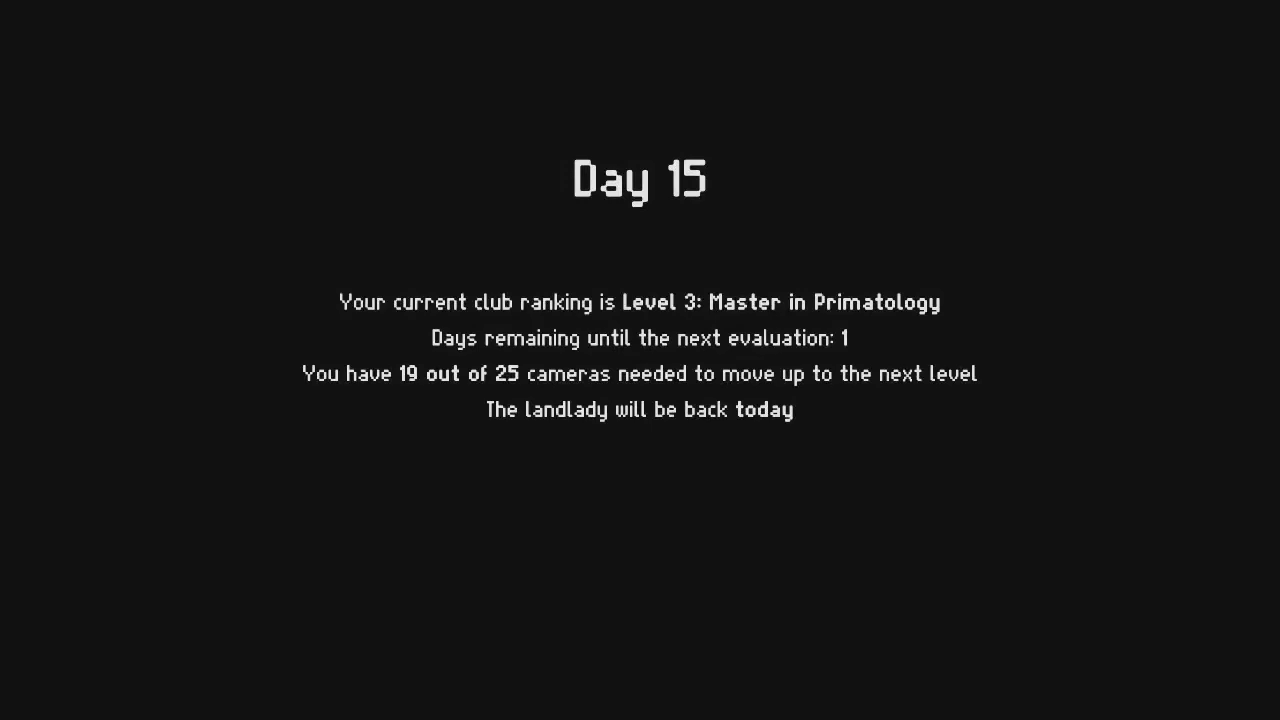 Day 15
Your current club ranking is Level 3: Master in Primatology
Days remaining until the next evaluation: 1
You have 19 out of 25 cameras needed to move up to the next level
The landlady will be back today